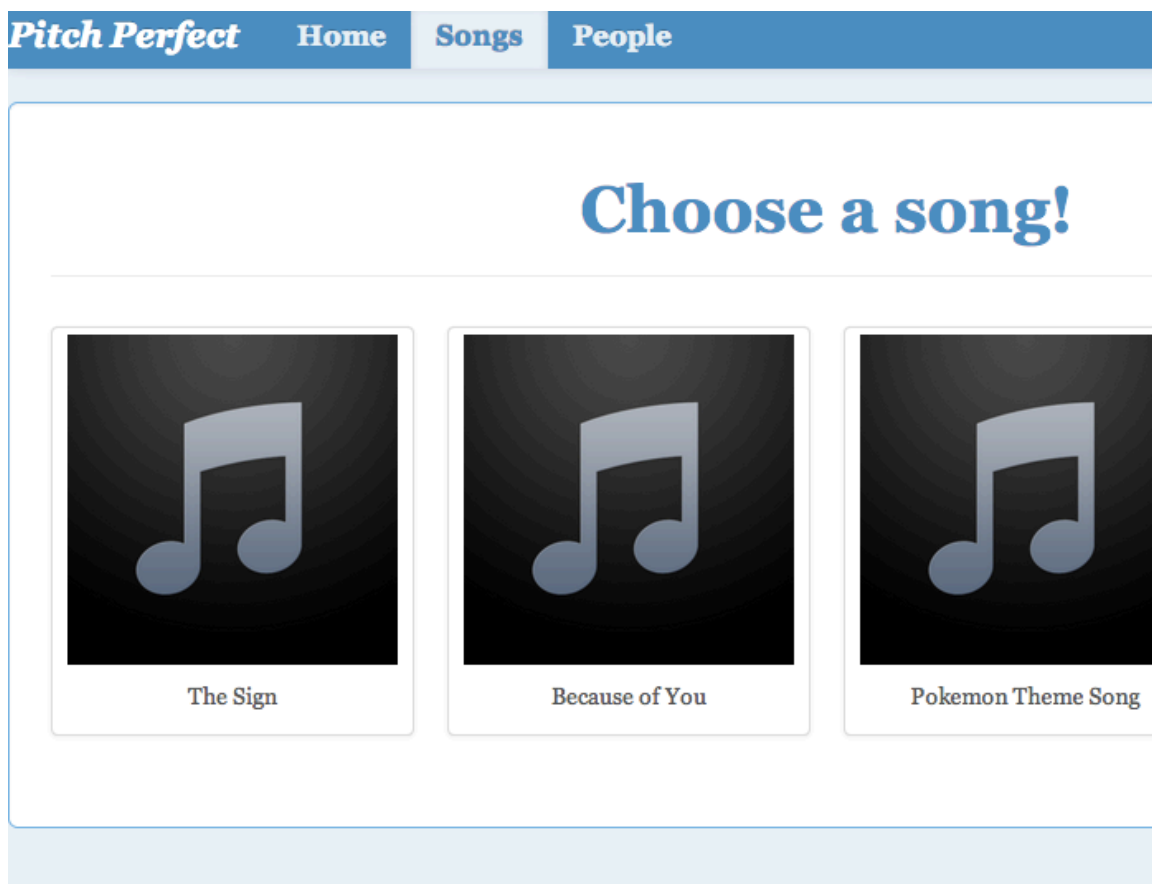 Pitch Perfect Home Songs People
Choose a song!
The Sign
Because of You
Pokemon Theme Song